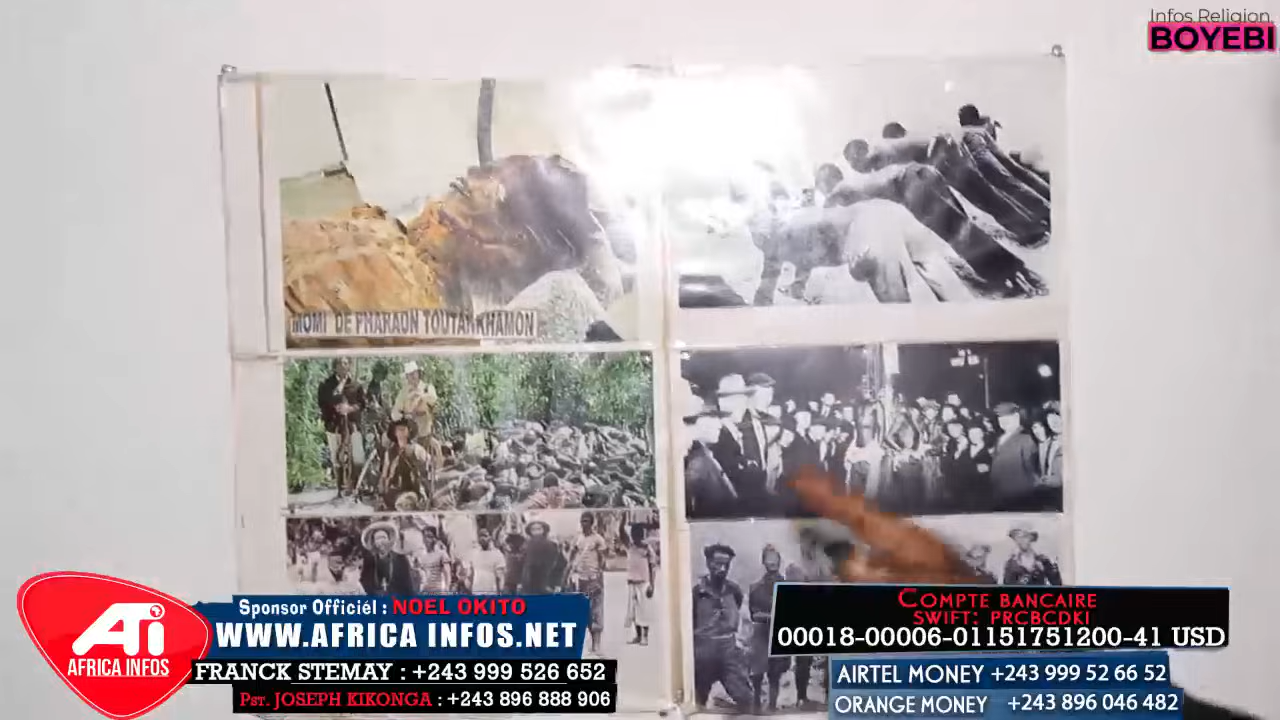 Infos Religion
BOYEBI
MOMI DE PHARAON TOUTANKHAMON
AFRICA INFOS
Sponsor Officiél : NOEL OKITO
WWW.AFRICA INFOS.NET
FRANCK STEMAY : +243 999 526 652
Pst. JOSEPH KIKONGA : +243 896 888 906
COMPTE BANCAIRE
SWIFT: PRCBCDKI
00018-00006-01151751200-41 USD
AIRTEL MONEY +243 999 52 66 52
ORANGE MONEY +243 896 046 482